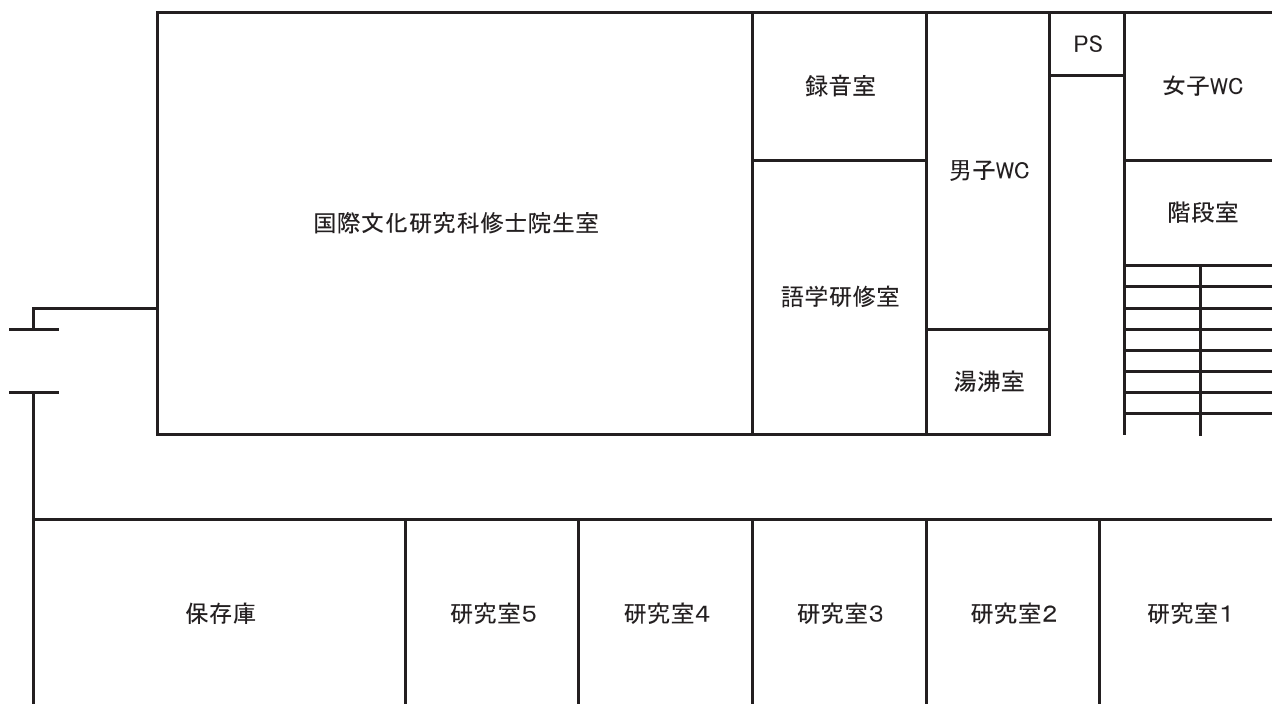 PS
録音室
女子WC
男子WC
階段室
国際文化研究科修士院生室
語学研修室
湯沸室
保存庫
研究室5
研究室4
研究室3
研究室2
研究室1